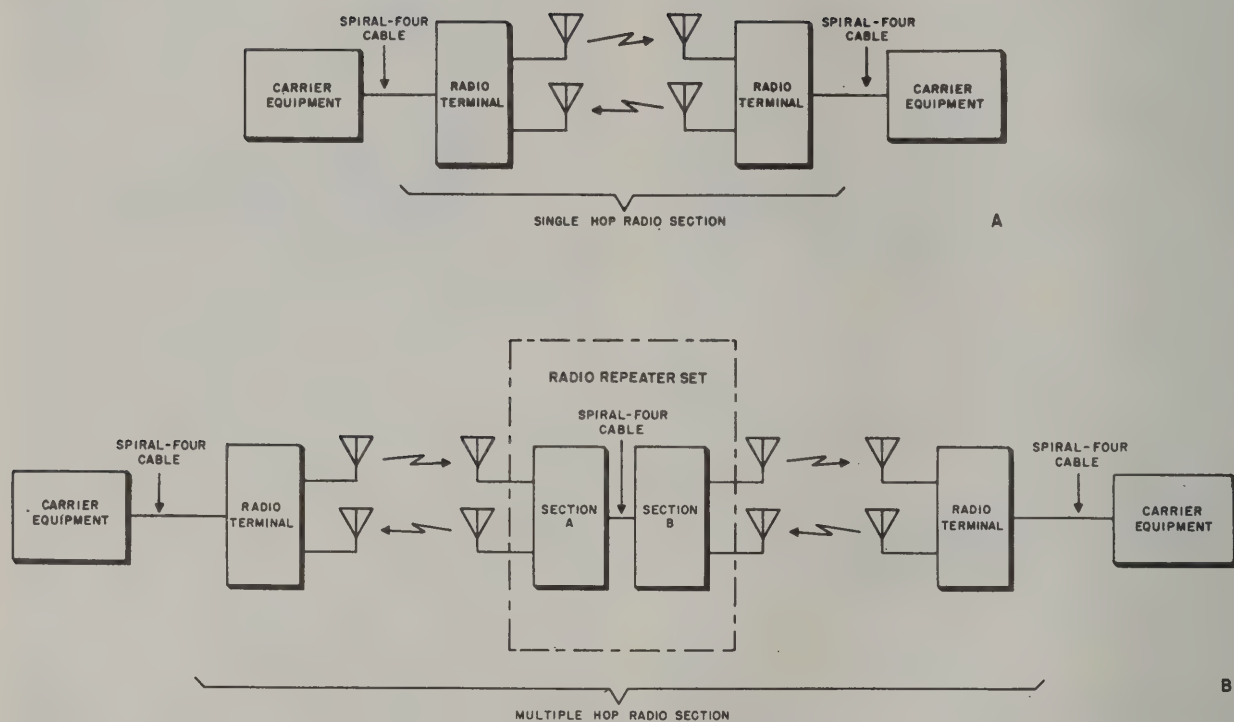 SPIRAL-FOUR
CABLE
SPIRAL-FOUR
CABLE
CARRIER
EQUIPMENT
RADIO
TERMINAL
RADIO
TERMINAL
CARRIER
EQUIPMENT
SINGLE HOP RADIO SECTION
A
RADIO REPEATER SET
SPIRAL-FOUR
CABLE
SPIRAL-FOUR
CABLE
SPIRAL-FOUR
CABLE
CARRIER
EQUIPMENT
RADIO
TERMINAL
SECTION
A
SECTION
B
RADIO
TERMINAL
CARRIER
EQUIPMENT
B
MULTIPLE HOP RADIO SECTION